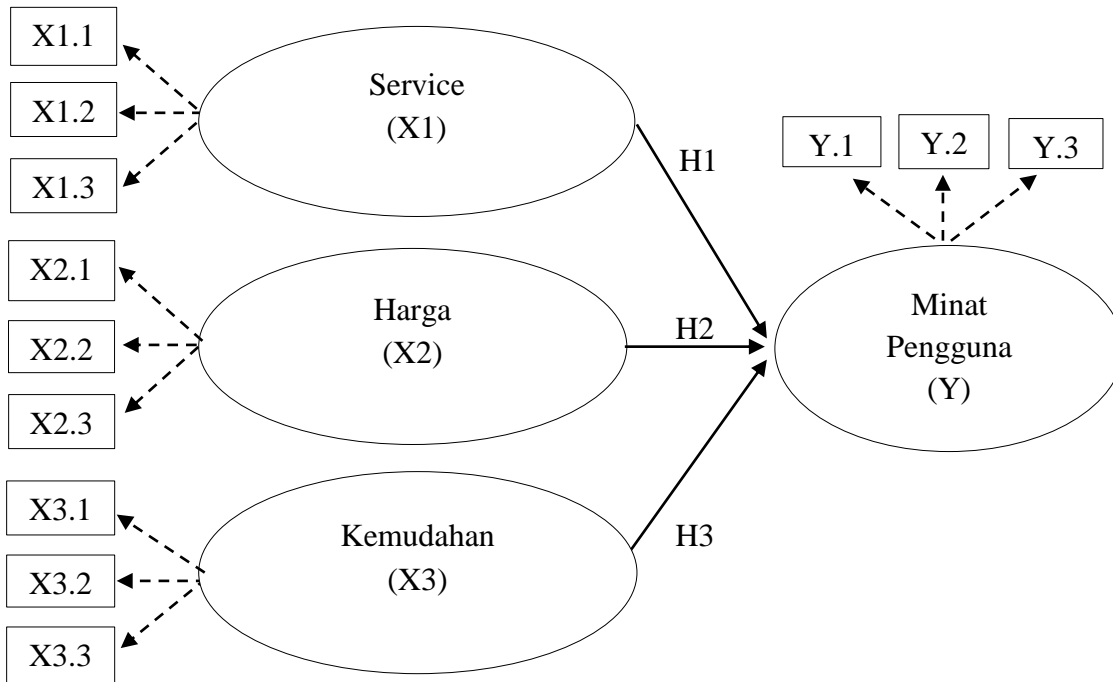 X1.1
X1.2
X1.3
Service
(X1)
H1
Y.1
Y.2
Y.3
X2.1
X2.2
X2.3
Harga
(X2)
H2
Minat
Pengguna
(Y)
X3.1
X3.2
X3.3
Kemudahan
(X3)
H3